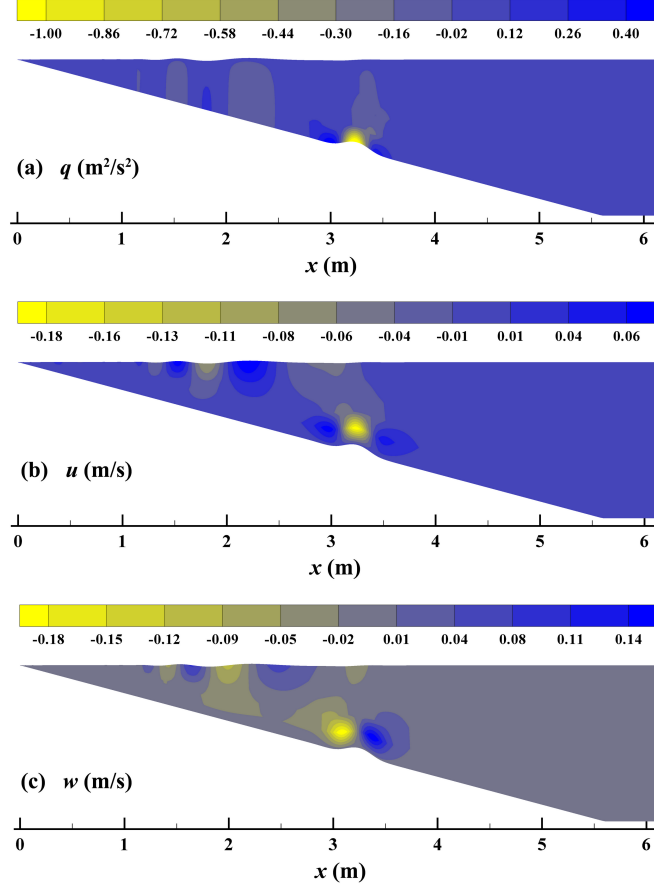 -1.00 -0.86 -0.72 -0.58 -0.44 -0.30 -0.16 -0.02 0.12 0.26 0.40
(a) q (m²/s²)
0 1 2 3 4 5 6
x (m)
-0.18 -0.16 -0.13 -0.11 -0.08 -0.06 -0.04 -0.01 0.01 0.04 0.06
(b) u (m/s)
0 1 2 3 4 5 6
x (m)
-0.18 -0.15 -0.12 -0.09 -0.05 -0.02 0.01 0.04 0.08 0.11 0.14
(c) w (m/s)
0 1 2 3 4 5 6
x (m)